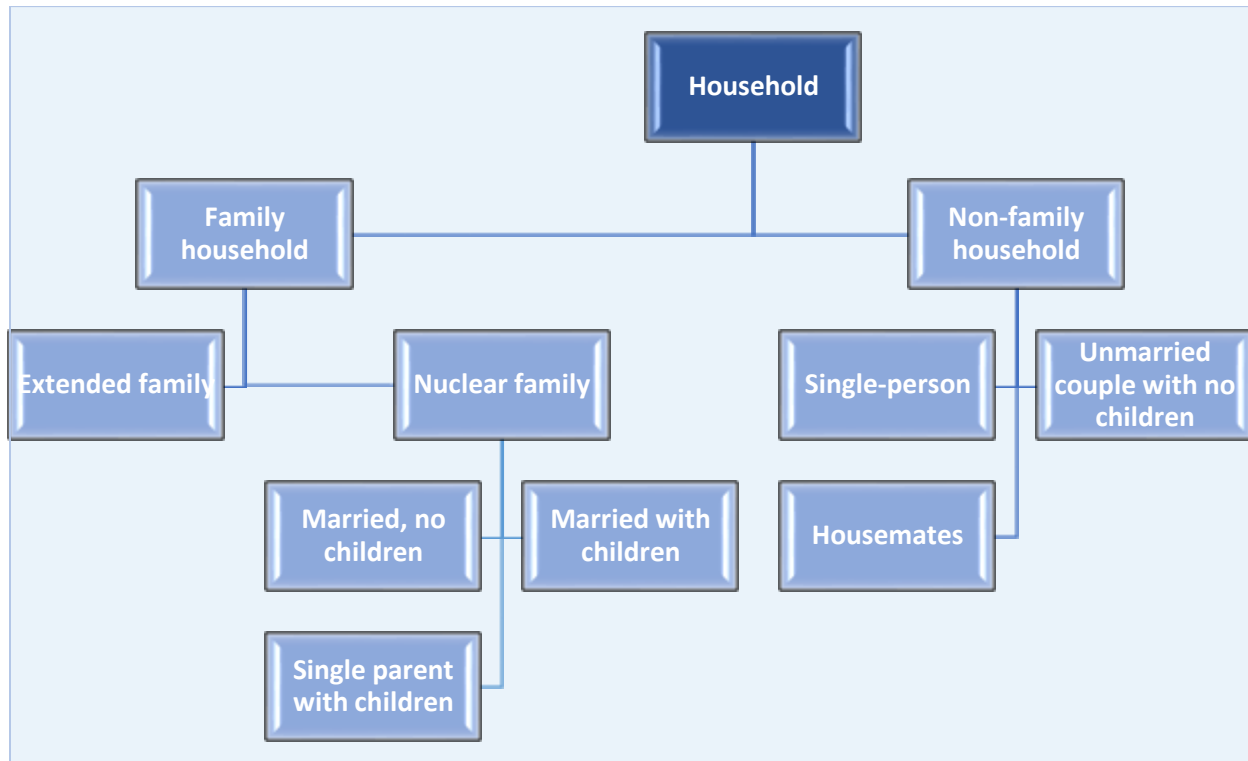 Household
Family
household
Non-family
household
Extended family
Nuclear family
Single-person
Unmarried
couple with no
children
Married, no
children
Married with
children
Housemates
Single parent
with children